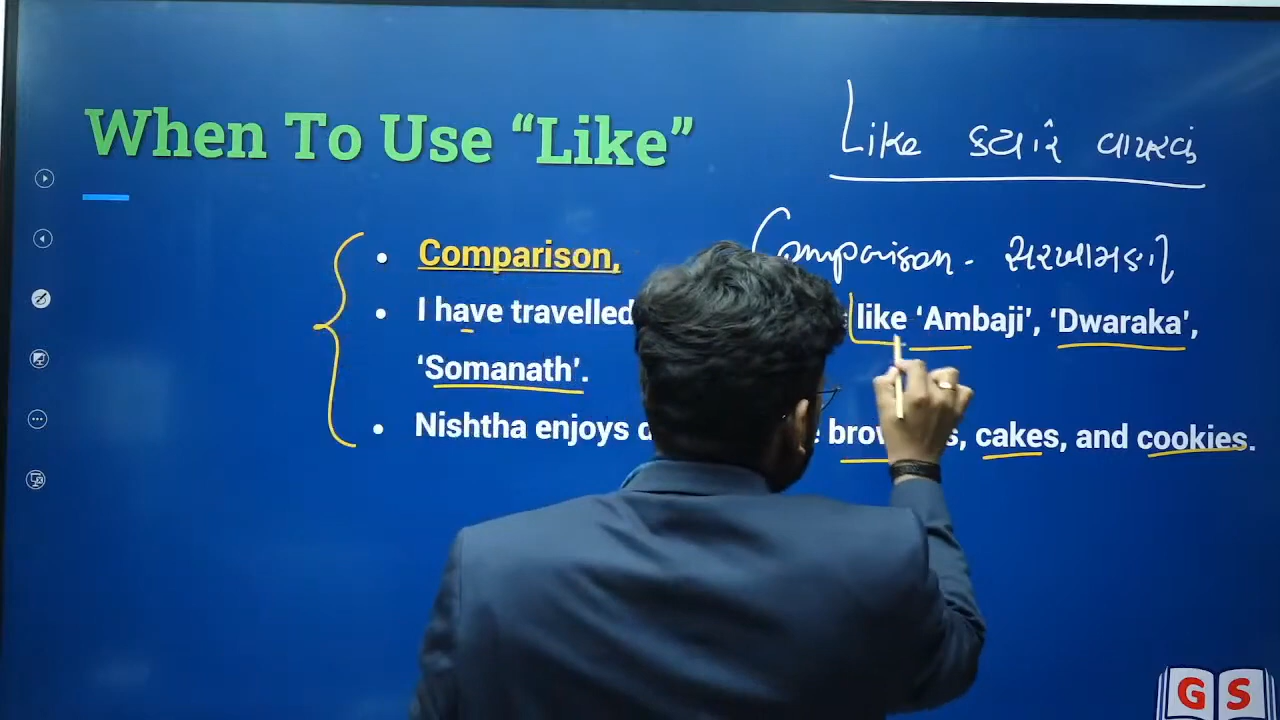 When To Use “Like”
Like ક્યારે વાપરવું
Comparison,
Comparison - સરખામણી
I have travelled like ‘Ambaji’, ‘Dwaraka’,
‘Somanath’.
Nishtha enjoys cakes, and cookies.
GS